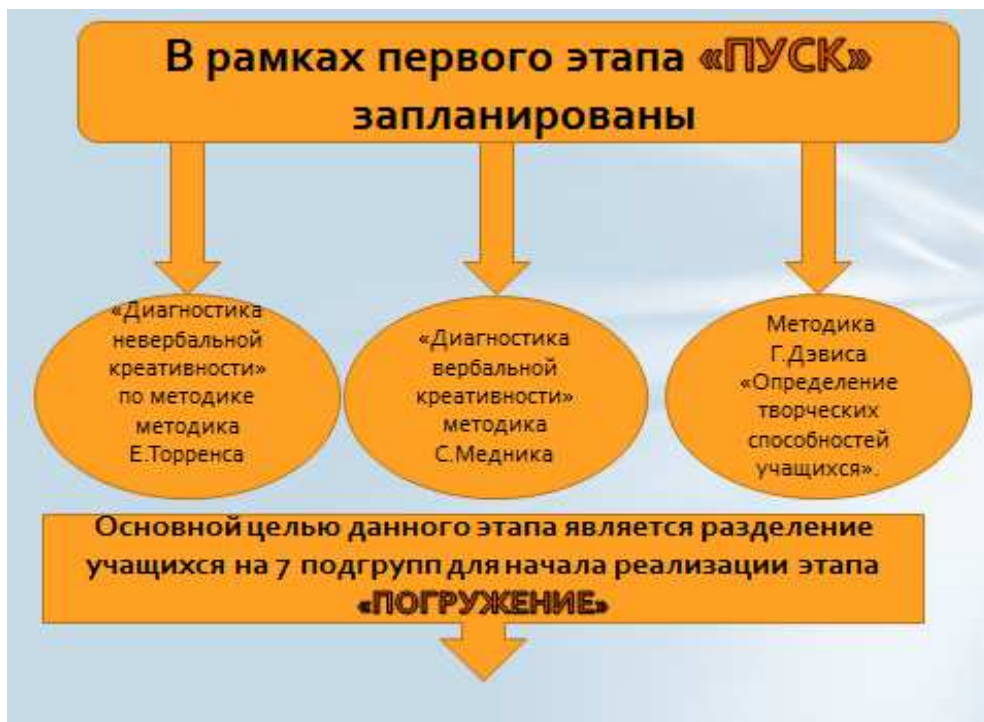 В рамках первого этапа «ПУСК»
запланированы
«Диагностика
невербальной
креативности»
по методике
методика
Е.Торренса
«Диагностика
вербальной
креативности»
методика
С.Медника
Методика
Г.Дэвиса
«Определение
творческих
способностей
учащихся».
Основной целью данного этапа является разделение
учащихся на 7 подгрупп для начала реализации этапа
«ПОГРУЖЕНИЕ»